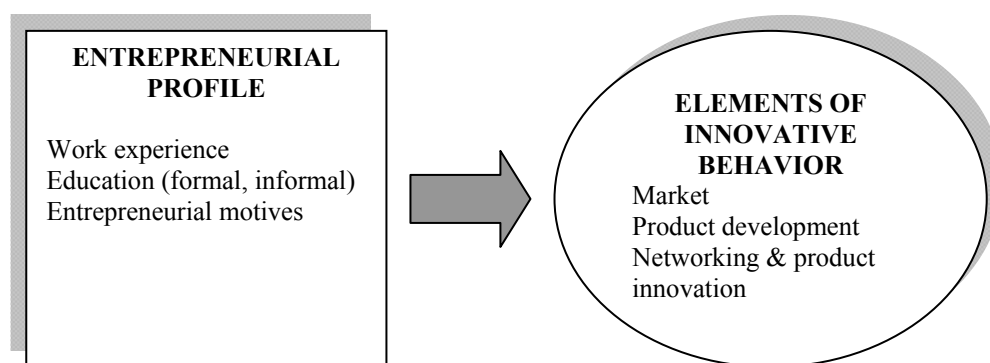 ENTREPRENEURIAL
PROFILE
Work experience
Education (formal, informal)
Entrepreneurial motives
ELEMENTS OF
INNOVATIVE
BEHAVIOR
Market
Product development
Networking & product
innovation